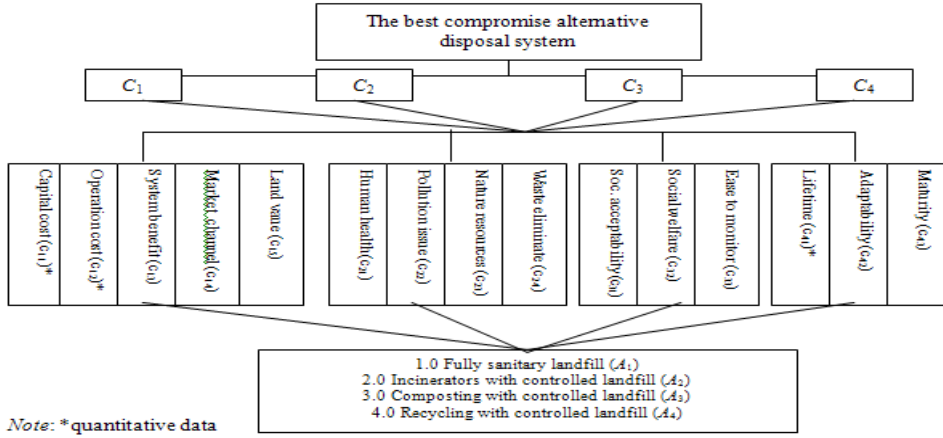 The best compromise alternative
disposal system
C₁
C₂
C₃
C₄
Capital cost (c₁₁)*
Operation cost (c₁₂)*
System benefit (c₁₃)
Market channel (c₁₄)
Land value (c₁₅)
Human health (c₂₁)
Pollution issue (c₂₂)
Nature resources (c₂₃)
Waste eliminate (c₂₄)
Soc. acceptability (c₃₁)
Social welfare (c₃₂)
Ease to monitor (c₃₃)
Lifetime (c₄₁)*
Adaptability (c₄₂)
Maturity (c₄₃)
1.0 Fully sanitary landfill (A₁)
2.0 Incinerators with controlled landfill (A₂)
3.0 Composting with controlled landfill (A₃)
4.0 Recycling with controlled landfill (A₄)
Note: *quantitative data